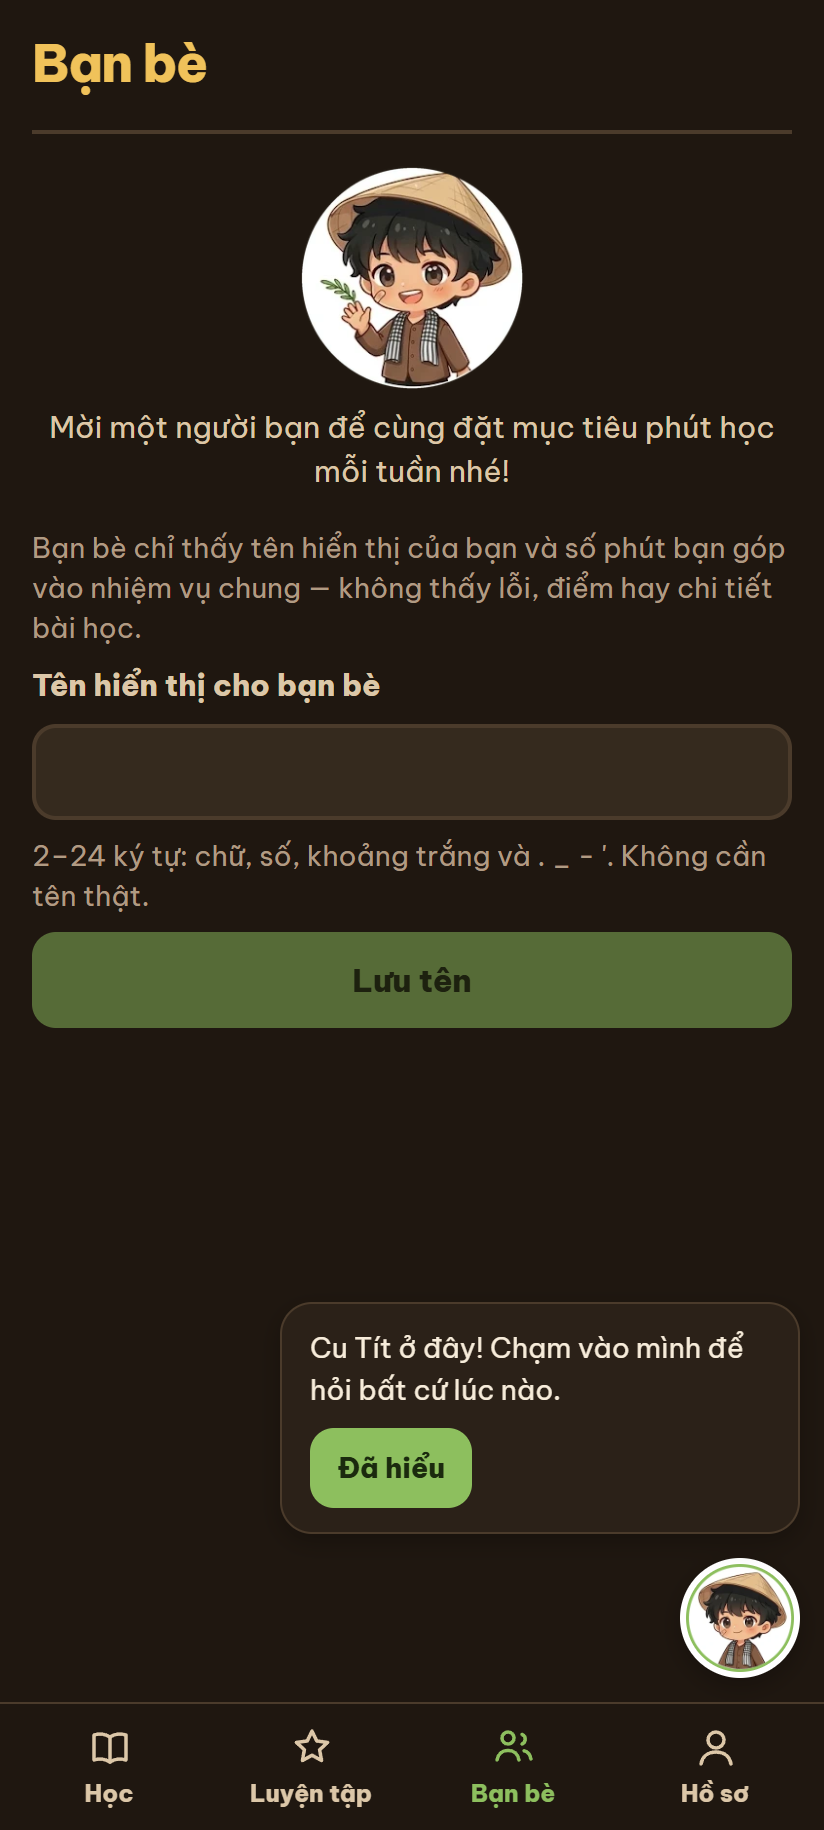 Bạn bè
Mời một người bạn để cùng đặt mục tiêu phút học
mỗi tuần nhé!
Bạn bè chỉ thấy tên hiển thị của bạn và số phút bạn góp
vào nhiệm vụ chung — không thấy lỗi, điểm hay chi tiết
bài học.
Tên hiển thị cho bạn bè
2–24 ký tự: chữ, số, khoảng trắng và . _ - '. Không cần
tên thật.
Lưu tên
Cu Tít ở đây! Chạm vào mình để
hỏi bất cứ lúc nào.
Đã hiểu
Học
Luyện tập
Bạn bè
Hồ sơ